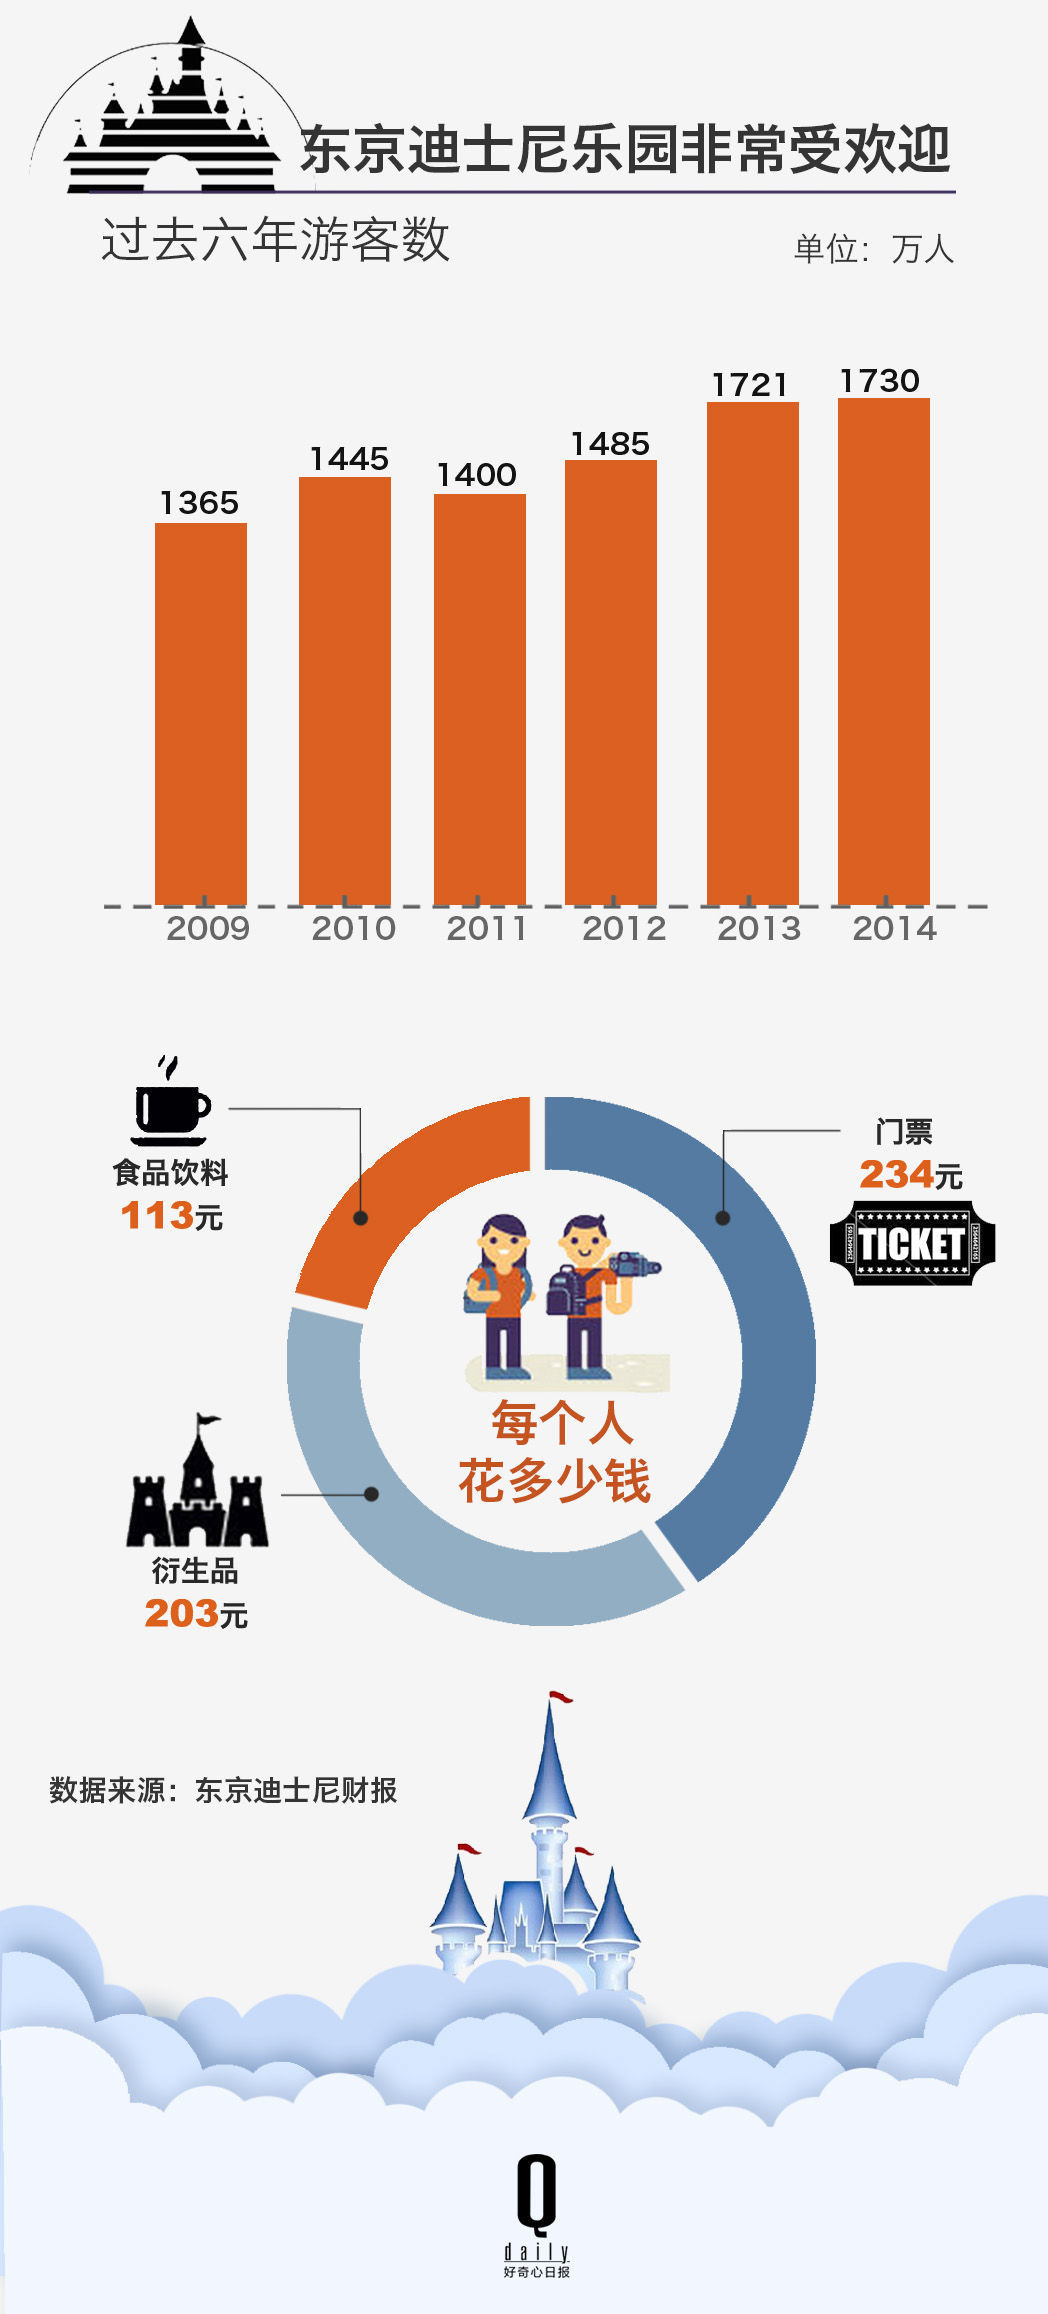 东京迪士尼乐园非常受欢迎
过去六年游客数
单位：万人
1365
1445
1400
1485
1721
1730
2009
2010
2011
2012
2013
2014
食品饮料
113元
门票
234元
TICKET
每个人
花多少钱
衍生品
203元
数据来源：东京迪士尼财报
Q
daily
好奇心日报